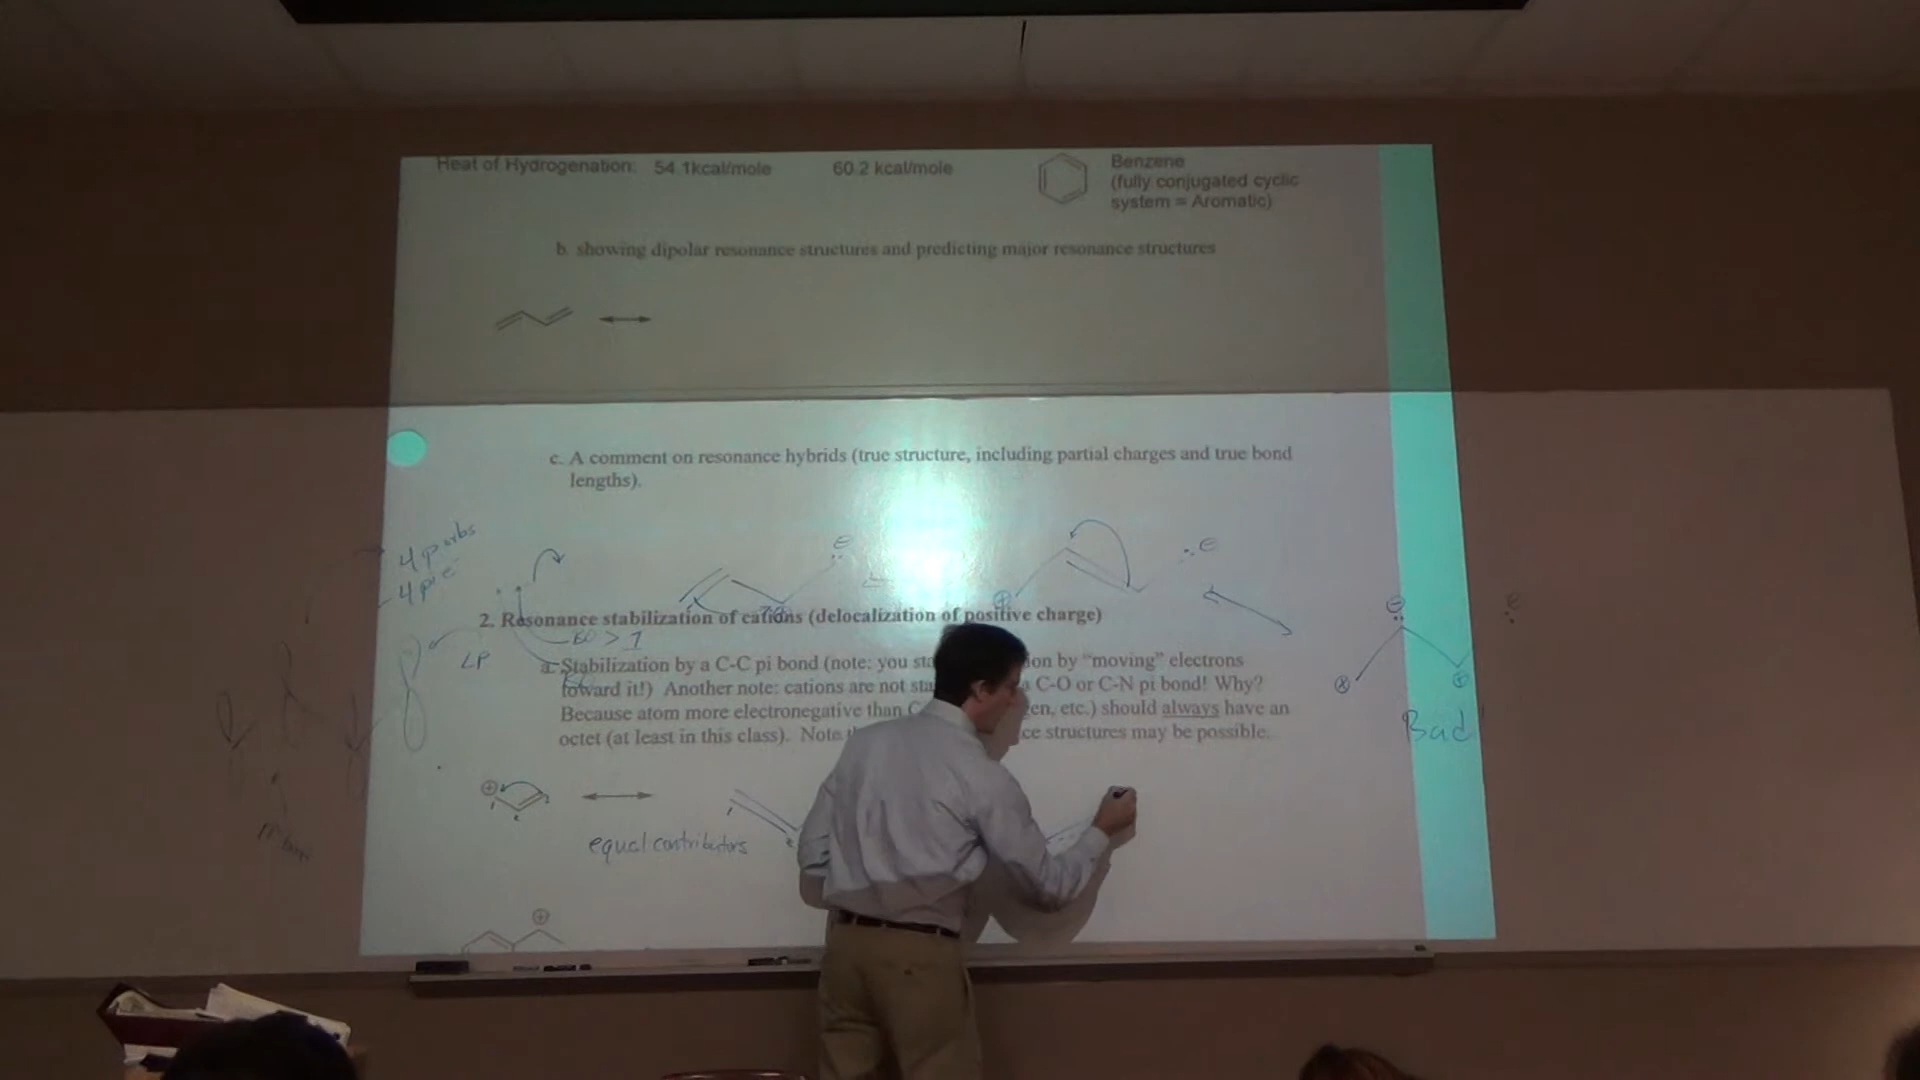 Heat of Hydrogenation: 54.1kcal/mole 60.2 kcal/mole
Benzene
(fully conjugated cyclic
system = Aromatic)
b. showing dipolar resonance structures and predicting major resonance structures
c. A comment on resonance hybrids (true structure, including partial charges and true bond
lengths).
4 p orbs
4 p e-
2. Resonance stabilization of cations (delocalization of positive charge)
BO > 1
LP
a. Stabilization by a C-C pi bond (note: you sta ion by "moving" electrons
toward it!) Another note: cations are not sta a C-O or C-N pi bond! Why?
Because atom more electronegative than C en, etc.) should always have an
octet (at least in this class). Note ce structures may be possible.
Bad
equal contributors